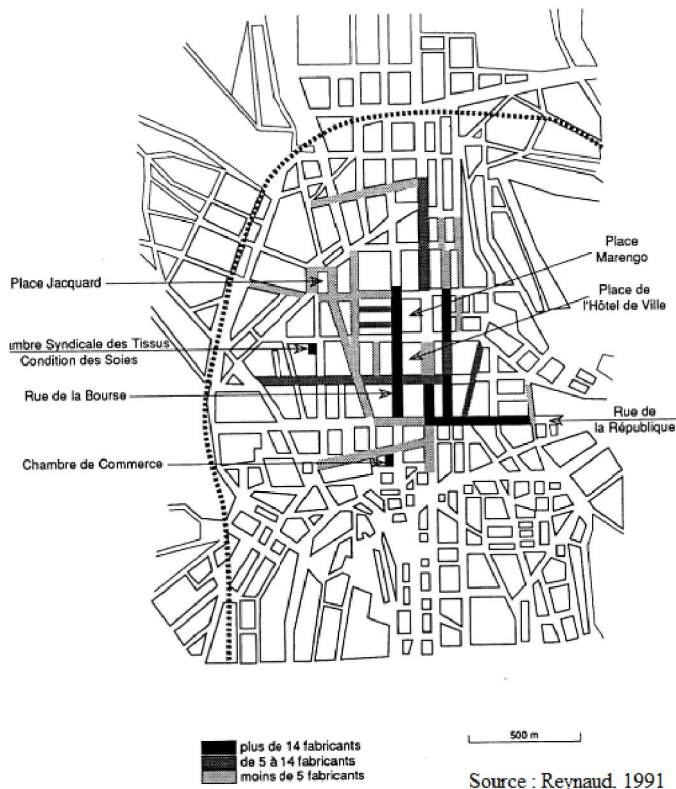 Place
Marengo
Place Jacquard
Place de
l'Hôtel de Ville
ambre Syndicale des Tissus
Condition des Soies
Rue de la Bourse
Rue de
la République
Chambre de Commerce
plus de 14 fabricants
de 5 à 14 fabricants
moins de 5 fabricants
500 m
Source : Reynaud, 1991